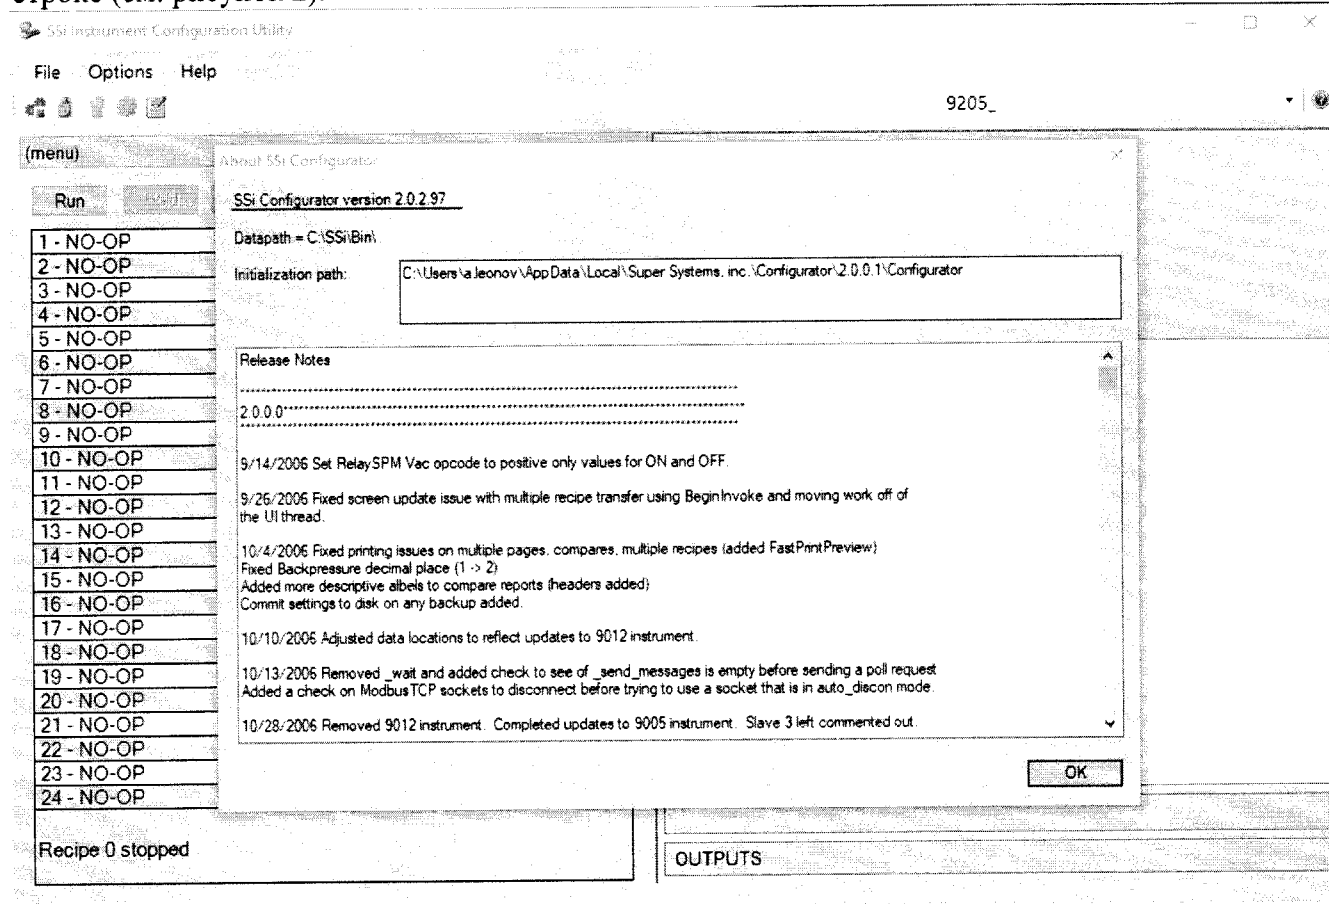 строке (см. рисунок 2).
SSi Instrument Configuration Utility
File Options Help
9205_
(menu)
About SSi Configurator
Run
SSi Configurator version 2.0.2.97
Datapath = C:\SSi\Bin\
Initialization path:
C:\Users\a.leonov\AppData\Local\Super Systems, inc.\Configurator\2.0.0.1\Configurator
1 - NO-OP
2 - NO-OP
3 - NO-OP
4 - NO-OP
5 - NO-OP
6 - NO-OP
7 - NO-OP
8 - NO-OP
9 - NO-OP
10 - NO-OP
11 - NO-OP
12 - NO-OP
13 - NO-OP
14 - NO-OP
15 - NO-OP
16 - NO-OP
17 - NO-OP
18 - NO-OP
19 - NO-OP
20 - NO-OP
21 - NO-OP
22 - NO-OP
23 - NO-OP
24 - NO-OP
Release Notes
2.0.0.0
9/14/2006 Set RelaySPM Vac opcode to positive only values for ON and OFF.
9/26/2006 Fixed screen update issue with multiple recipe transfer using BeginInvoke and moving work off of
the UI thread.
10/4/2006 Fixed printing issues on multiple pages, compares, multiple recipes (added FastPrintPreview)
Fixed Backpressure decimal place (1 -> 2)
Added more descriptive albels to compare reports (headers added)
Commit settings to disk on any backup added.
10/10/2006 Adjusted data locations to reflect updates to 9012 instrument.
10/13/2006 Removed _wait and added check to see of _send_messages is empty before sending a poll request
Added a check on ModbusTCP sockets to disconnect before trying to use a socket that is in auto_discon mode.
10/28/2006 Removed 9012 instrument. Completed updates to 9005 instrument. Slave 3 left commented out.
OK
Recipe 0 stopped
OUTPUTS